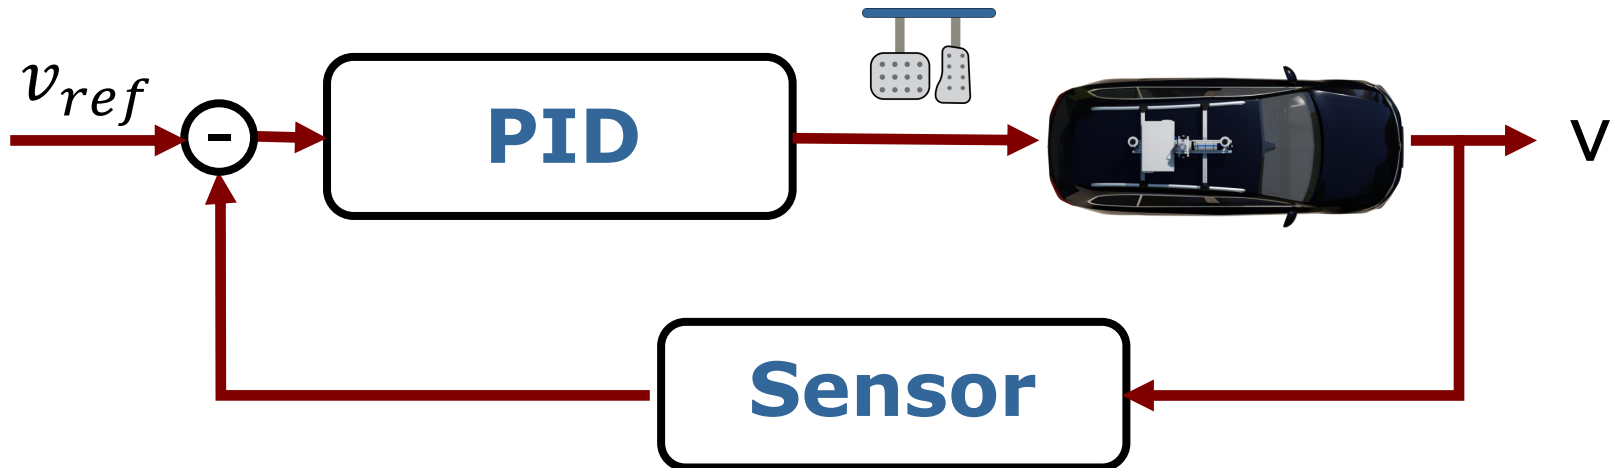 v_ref
-
PID
v
Sensor